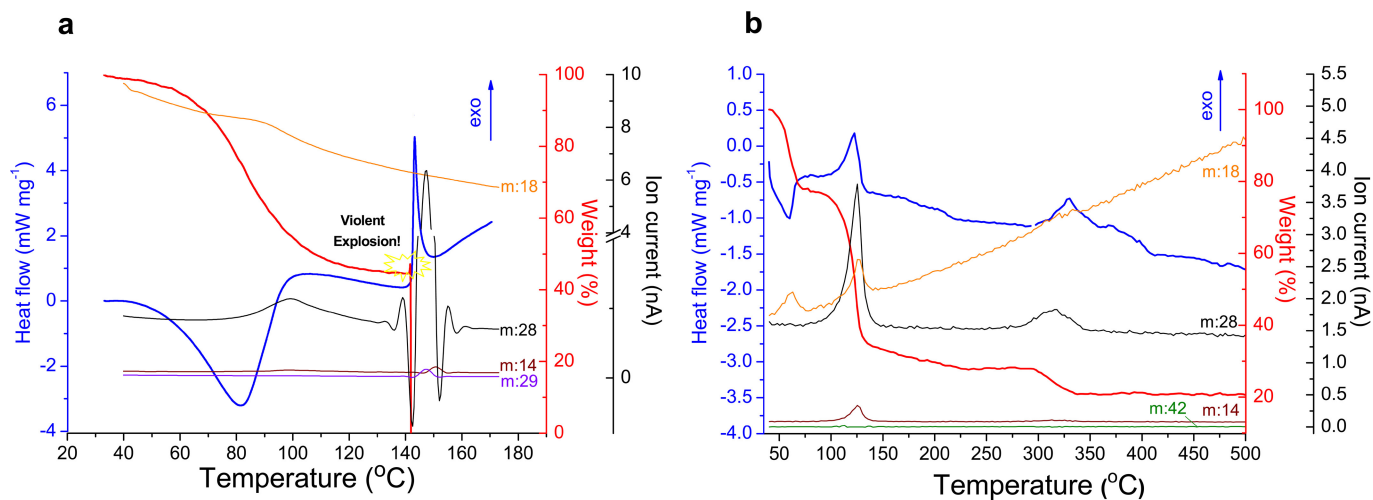 a
6
4
2
0
-2
-4
Heat flow (mW mg-1)
20
40
60
80
100
120
140
160
180
Temperature (oC)
m:18
Violent
Explosion!
m:28
m:14
m:29
exo
100
80
60
40
20
0
Weight (%)
10
8
6
4
0
Ion current (nA)
b
1.0
0.5
0.0
-0.5
-1.0
-1.5
-2.0
-2.5
-3.0
-3.5
-4.0
Heat flow (mW mg-1)
50
100
150
200
250
300
350
400
450
500
Temperature (oC)
exo
m:18
m:28
m:42
m:14
100
80
60
40
20
Weight (%)
5.5
5.0
4.5
4.0
3.5
3.0
2.5
2.0
1.5
1.0
0.5
0.0
Ion current (nA)